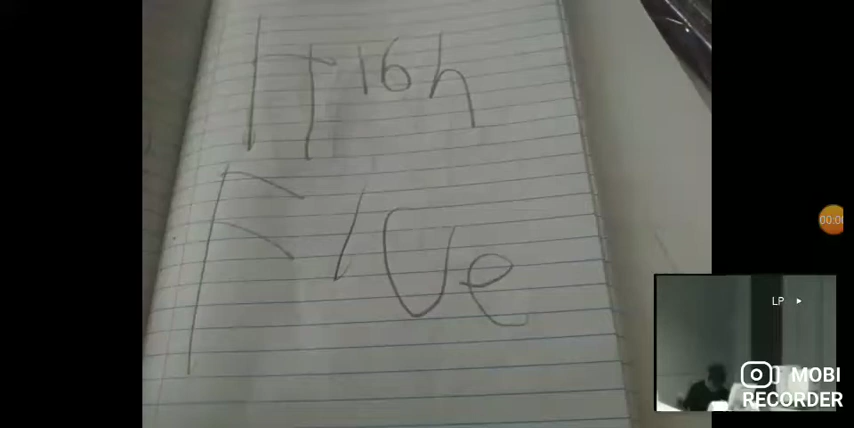 HIGh
FIVe
LP
MOBI
RECORDER